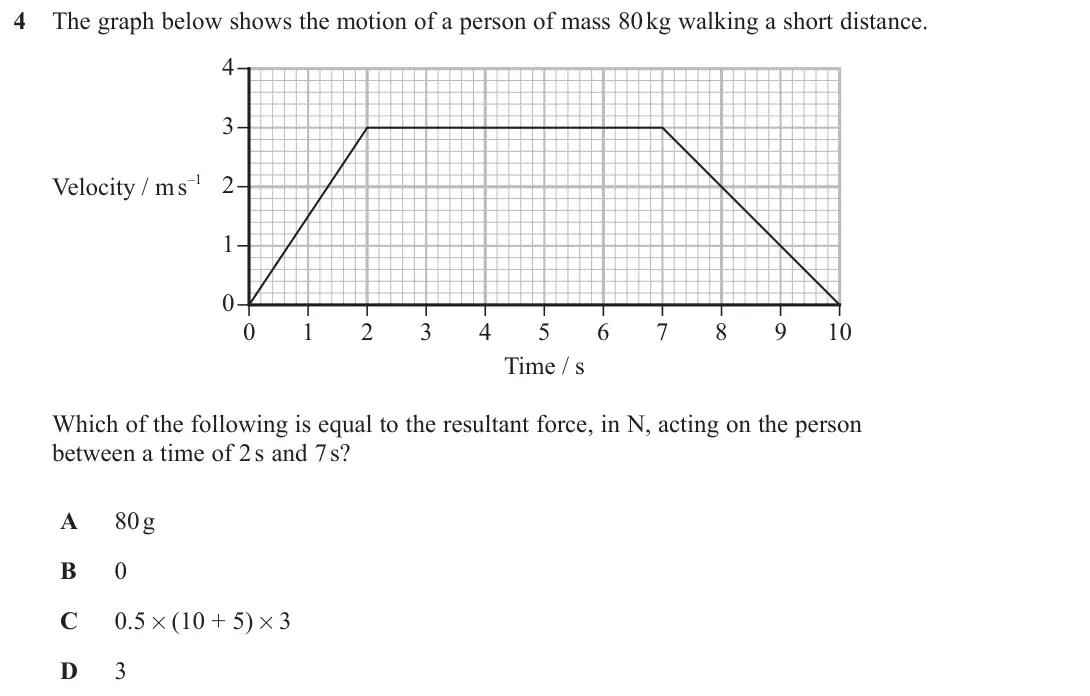 4 The graph below shows the motion of a person of mass 80 kg walking a short distance.
4
3
Velocity / m s⁻¹ 2
1
0
0 1 2 3 4 5 6 7 8 9 10
Time / s
Which of the following is equal to the resultant force, in N, acting on the person
between a time of 2 s and 7 s?
A 80 g
B 0
C 0.5 × (10 + 5) × 3
D 3